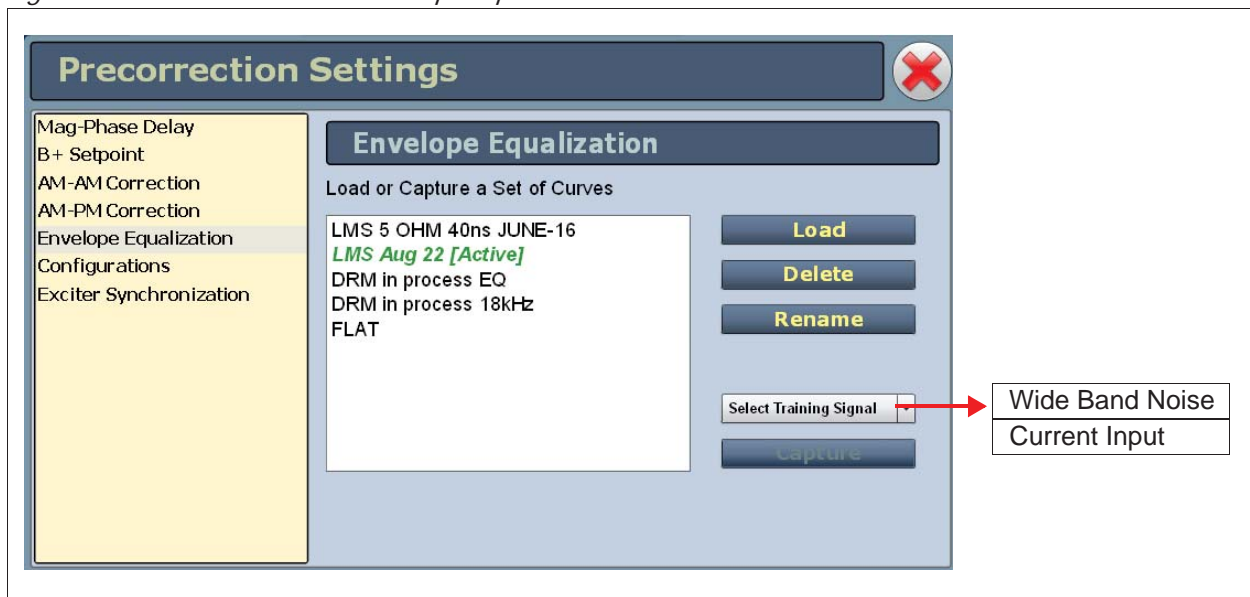 Precorrection Settings
Mag-Phase Delay
B+ Setpoint
AM-AM Correction
AM-PM Correction
Envelope Equalization
Configurations
Exciter Synchronization
Envelope Equalization
Load or Capture a Set of Curves
LMS 5 OHM 40ns JUNE-16
LMS Aug 22 [Active]
DRM in process EQ
DRM in process 18kHz
FLAT
Load
Delete
Rename
Select Training Signal
Capture
Wide Band Noise
Current Input